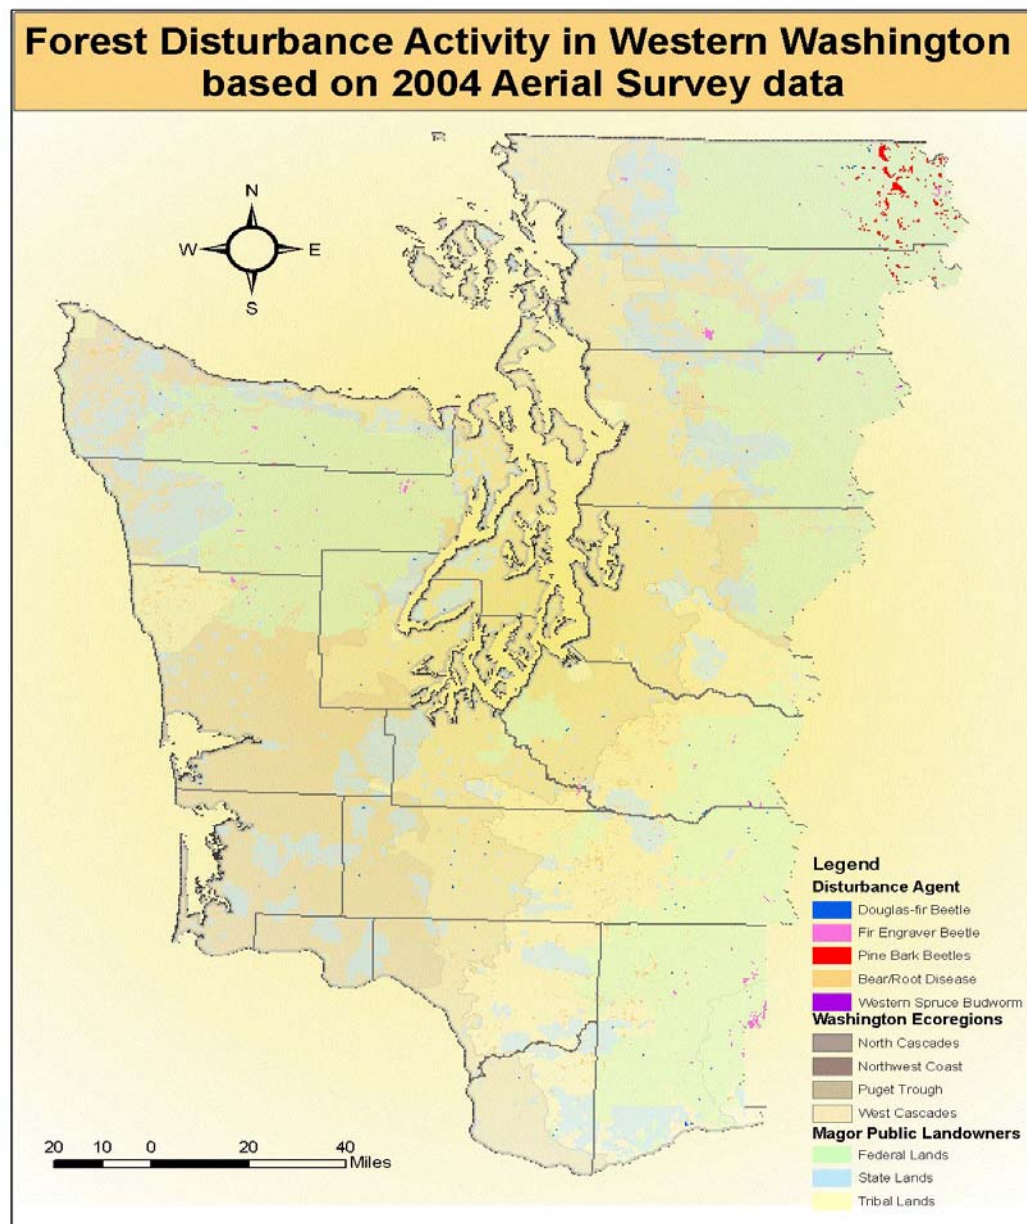 Forest Disturbance Activity in Western Washington
based on 2004 Aerial Survey data
N
W
E
S
Legend
Disturbance Agent
Douglas-fir Beetle
Fir Engraver Beetle
Pine Bark Beetles
Bear/Root Disease
Western Spruce Budworm
Washington Ecoregions
North Cascades
Northwest Coast
Puget Trough
West Cascades
Magor Public Landowners
Federal Lands
State Lands
Tribal Lands
20 10 0 20 40
Miles